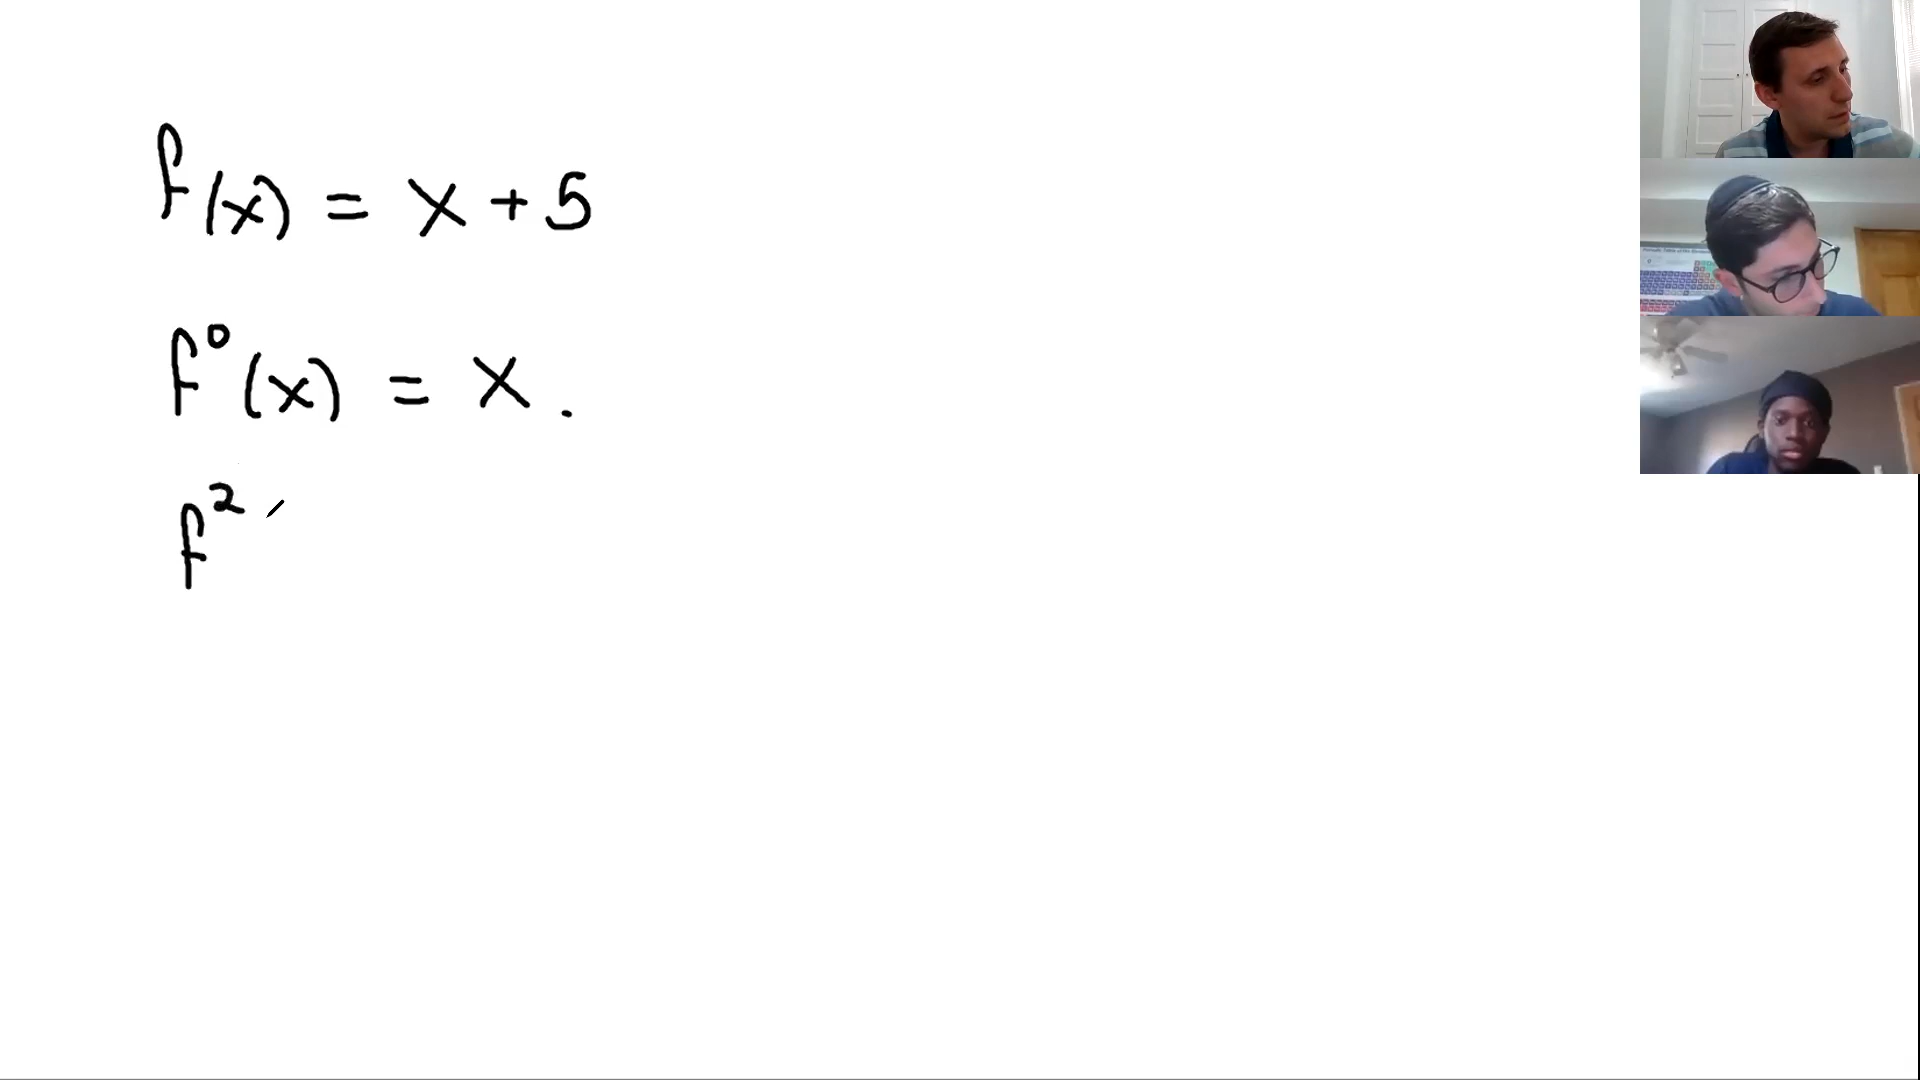 f(x) = x + 5
f⁰(x) = x.
f²